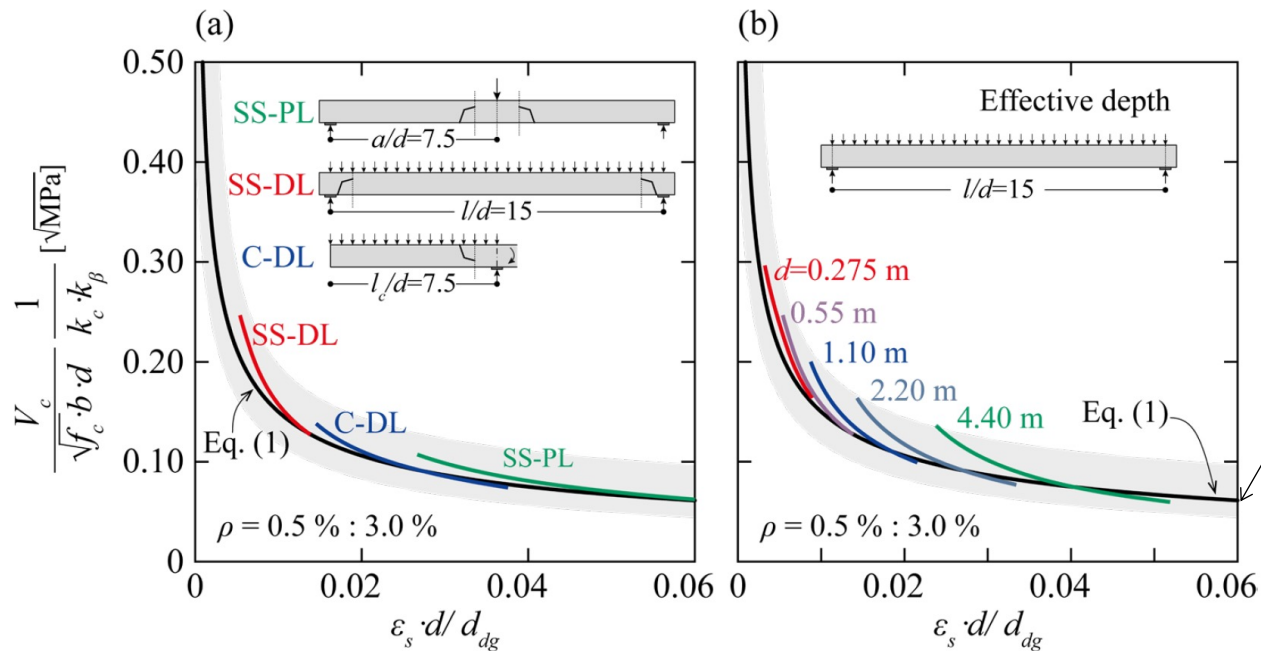 (a)
(b)
V_c / √f_c·b·d 1 / k_c·k_β [√MPa]
0.50
0.40
0.30
0.20
0.10
0
SS-PL
a/d=7.5
SS-DL
l/d=15
C-DL
l_c/d=7.5
SS-DL
C-DL
SS-PL
Eq. (1)
ρ = 0.5 % : 3.0 %
0 0.02 0.04 0.06
ε_s·d/ d_dg
Effective depth
l/d=15
d=0.275 m
0.55 m
1.10 m
2.20 m
4.40 m
Eq. (1)
ρ = 0.5 % : 3.0 %
0 0.02 0.04 0.06
ε_s·d/ d_dg